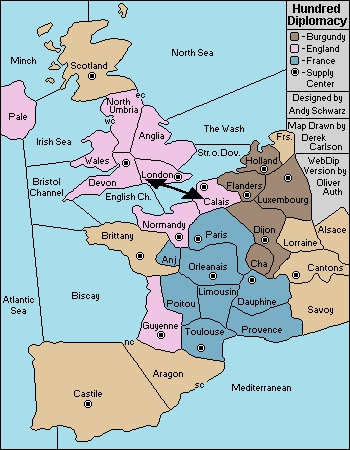 Hundred
Diplomacy
- Burgundy
- England
- France
- Supply
Center
Designed by
Andy Schwarz
Map Drawn by
Derek
Carlson
WebDip
Version by
Oliver
Auth
Minch
Scotland
North Sea
ec
North
Umbria
Pale
wc
Anglia
The Wash
Irish Sea
Frs.
Wales
London
Str.o.Dov.
Holland
Devon
Flanders
Bristol
Channel
English Ch.
Calais
Luxembourg
Normandy
Brittany
Paris
Dijon
Alsace
Lorraine
Anj
Orleanais
Cha
Cantons
Atlantic
Sea
Biscay
Poitou
Limousin
Dauphine
Savoy
Guyenne
Toulouse
Provence
nc
Aragon
sc
Mediterranean
Castile